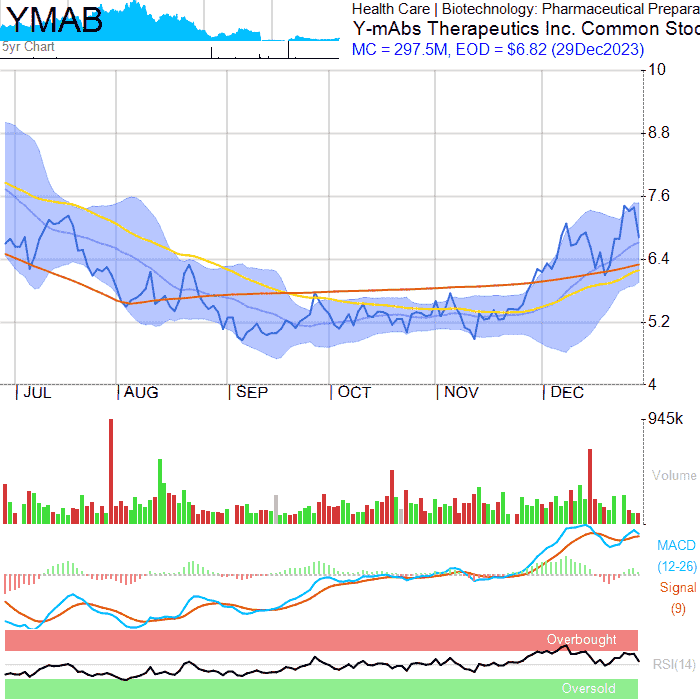 YMAB
5yr Chart
Health Care | Biotechnology: Pharmaceutical Prepara
Y-mAbs Therapeutics Inc. Common Stoc
MC = 297.5M, EOD = $6.82 (29Dec2023)
10
8.8
7.6
6.4
5.2
4
JUL AUG SEP OCT NOV DEC
945k
Volume
MACD
(12-26)
Signal
(9)
Overbought
RSI(14)
Oversold